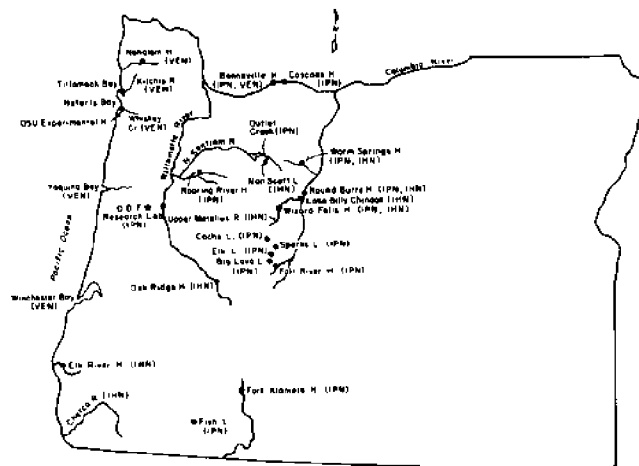 Nehalem H
(VEN)
Tillamook Bay
Kilchis R
(VEN)
Netarts Bay
OSU Experimental H
Whiskey
Cr (VEN)
Bonneville H
(IPN, VEN)
Cascade H
(IPN)
Columbia River
Willamette River
N Santiam R
Outlet
Creek (IPN)
Warm Springs H
(IPN, IHN)
Yaquina Bay
(VEN)
Roaring River H
(IPN)
Marion Scott L
(IHN)
Round Butte H (IPN, IHN)
Lake Billy Chinook (IHN)
Wizard Falls H (IPN, IHN)
O D F W
Research Lab
(IPN)
Upper Metolius R (IHN)
Pacific Ocean
Cache L. (IPN)
Sparks L (IPN)
Elk L (IPN)
Big Lava L
(IPN)
Fall River H (IPN)
Oak Ridge H (IHN)
Winchester Bay
(VEN)
Elk River H (IHN)
Chetco R (IHN)
Fort Klamath H (IPN)
Fish L
(IPN)